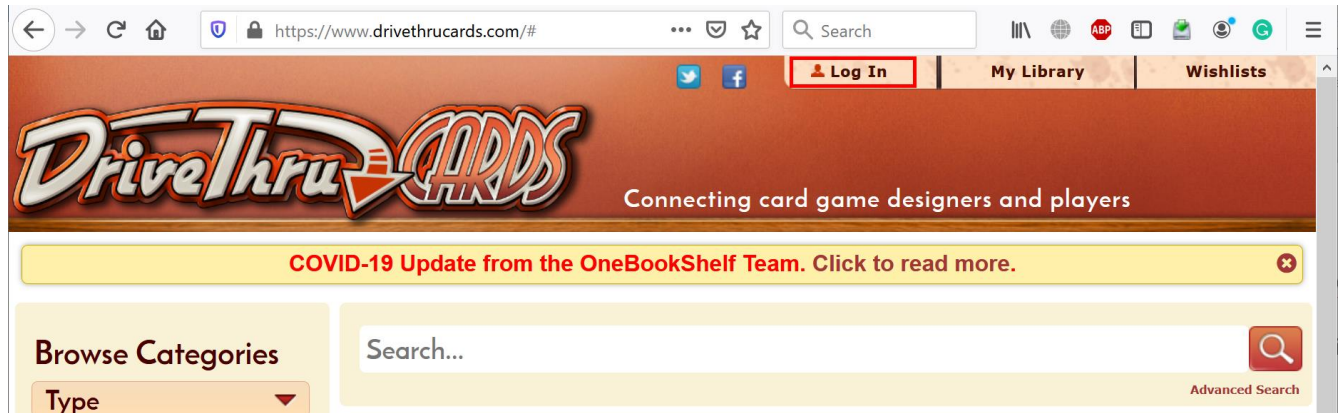 https://www.drivethrucards.com/#
Search
ABP
Log In
My Library
Wishlists
DriveThru CARDS
Connecting card game designers and players
COVID-19 Update from the OneBookShelf Team. Click to read more.
Browse Categories
Search...
Advanced Search
Type